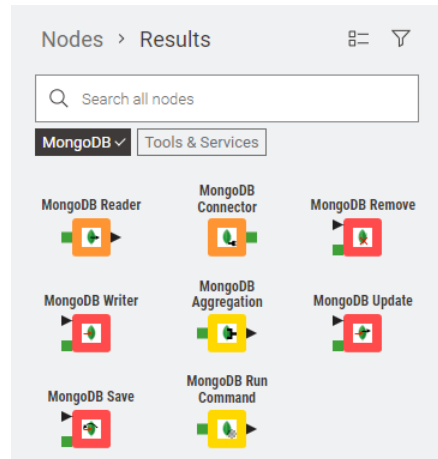 Nodes > Results
Search all nodes
MongoDB Tools & Services
MongoDB Reader
MongoDB
Connector
MongoDB Remove
MongoDB Writer
MongoDB
Aggregation
MongoDB Update
MongoDB Save
MongoDB Run
Command